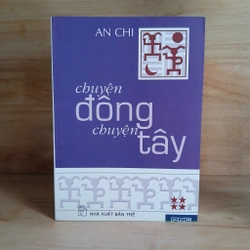 AN CHI
chuyện
đông
chuyện
tây
NHÀ XUẤT BẢN TRẺ